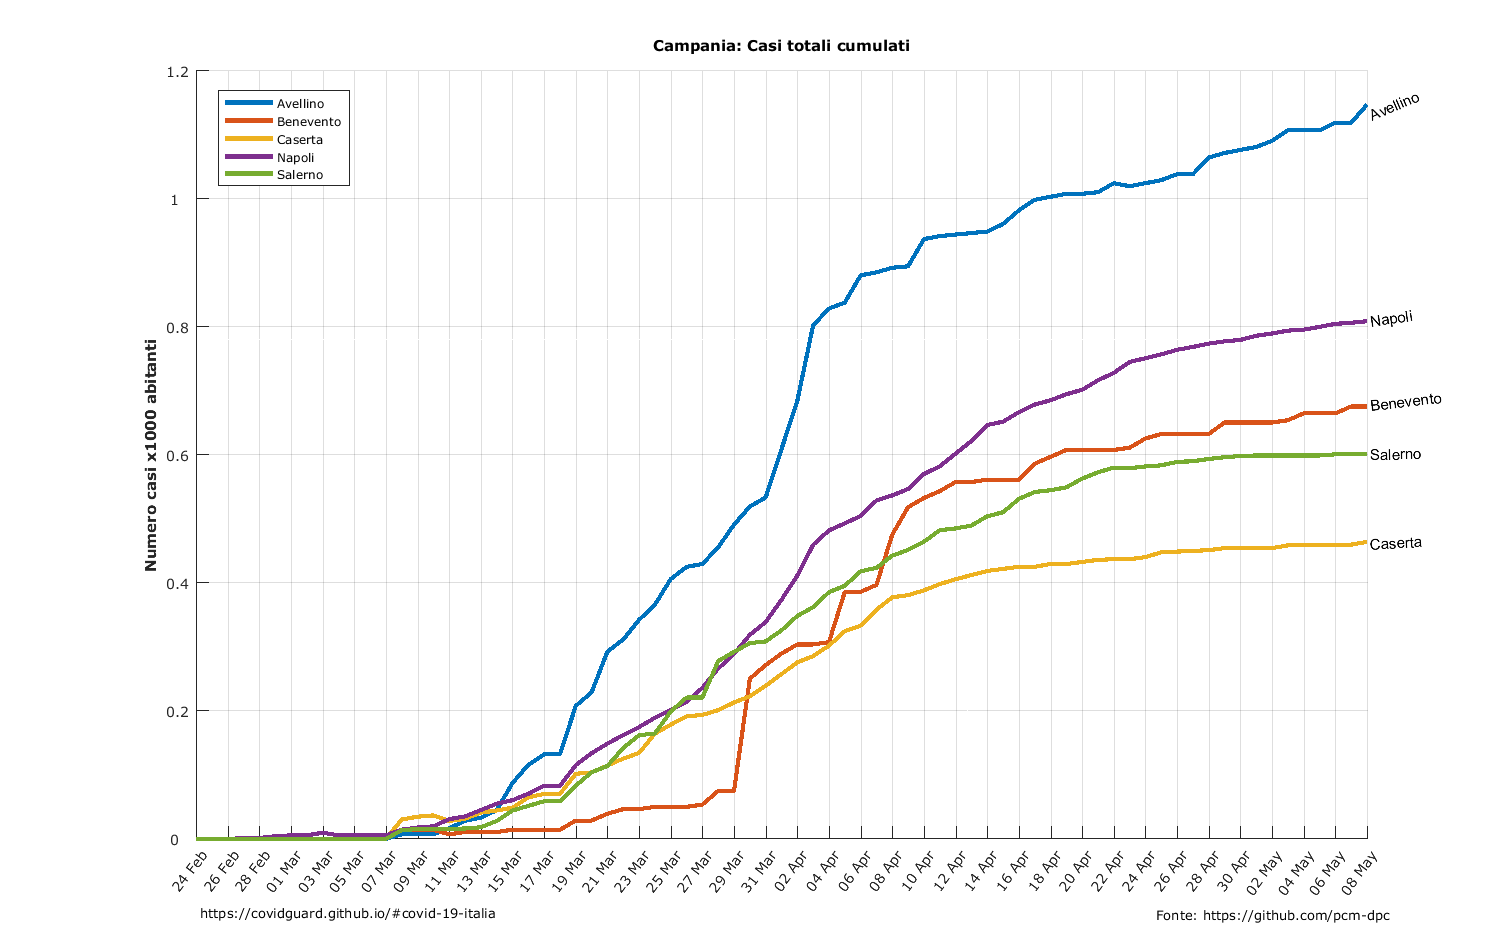 Campania: Casi totali cumulati
1.2
1
0.8
0.6
0.4
0.2
0
Numero casi x1000 abitanti
Avellino
Benevento
Caserta
Napoli
Salerno
Avellino
Napoli
Benevento
Salerno
Caserta
24 Feb
26 Feb
28 Feb
01 Mar
03 Mar
05 Mar
07 Mar
09 Mar
11 Mar
13 Mar
15 Mar
17 Mar
19 Mar
21 Mar
23 Mar
25 Mar
27 Mar
29 Mar
31 Mar
02 Apr
04 Apr
06 Apr
08 Apr
10 Apr
12 Apr
14 Apr
16 Apr
18 Apr
20 Apr
22 Apr
24 Apr
26 Apr
28 Apr
30 Apr
02 May
04 May
06 May
08 May
https://covidguard.github.io/#covid-19-italia
Fonte: https://github.com/pcm-dpc